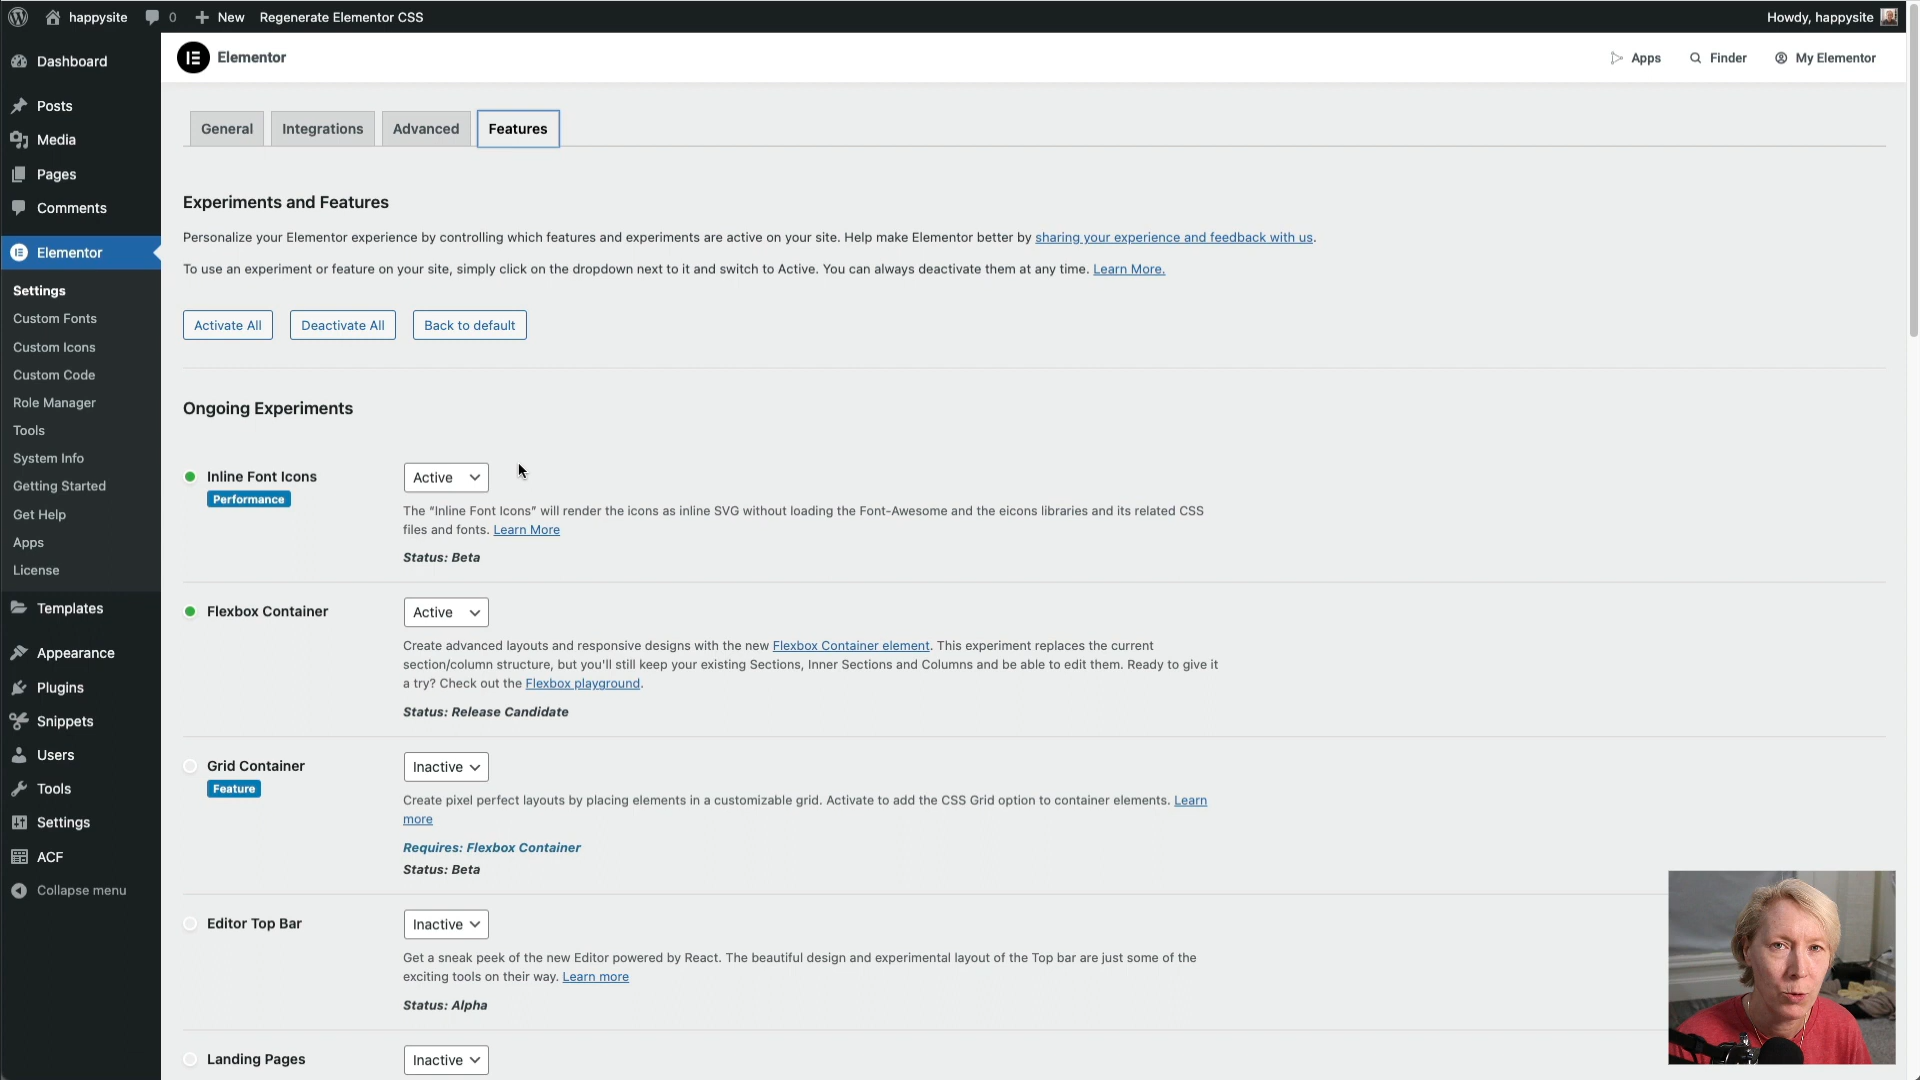 happysite
0
New
Regenerate Elementor CSS
Howdy, happysite
Dashboard
Posts
Media
Pages
Comments
Elementor
Settings
Custom Fonts
Custom Icons
Custom Code
Role Manager
Tools
System Info
Getting Started
Get Help
Apps
License
Templates
Appearance
Plugins
Snippets
Users
Tools
Settings
ACF
Collapse menu
Elementor
Apps
Finder
My Elementor
General
Integrations
Advanced
Features
Experiments and Features
Personalize your Elementor experience by controlling which features and experiments are active on your site. Help make Elementor better by sharing your experience and feedback with us.
To use an experiment or feature on your site, simply click on the dropdown next to it and switch to Active. You can always deactivate them at any time. Learn More.
Activate All
Deactivate All
Back to default
Ongoing Experiments
Inline Font Icons
Performance
Active
The "Inline Font Icons" will render the icons as inline SVG without loading the Font-Awesome and the eicons libraries and its related CSS
files and fonts. Learn More
Status: Beta
Flexbox Container
Active
Create advanced layouts and responsive designs with the new Flexbox Container element. This experiment replaces the current
section/column structure, but you'll still keep your existing Sections, Inner Sections and Columns and be able to edit them. Ready to give it
a try? Check out the Flexbox playground.
Status: Release Candidate
Grid Container
Feature
Inactive
Create pixel perfect layouts by placing elements in a customizable grid. Activate to add the CSS Grid option to container elements. Learn
more
Requires: Flexbox Container
Status: Beta
Editor Top Bar
Inactive
Get a sneak peek of the new Editor powered by React. The beautiful design and experimental layout of the Top bar are just some of the
exciting tools on their way. Learn more
Status: Alpha
Landing Pages
Inactive